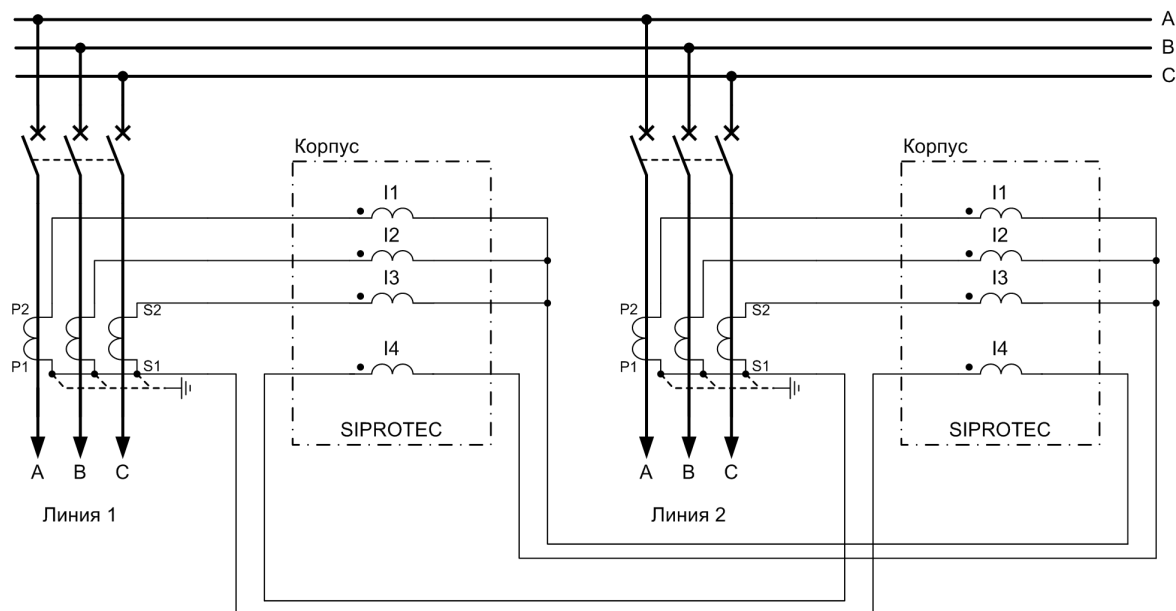 A
B
C
Корпус
Корпус
I1
I1
I2
I2
I3
I3
P2
S2
P2
S2
I4
I4
P1
S1
P1
S1
SIPROTEC
SIPROTEC
A B C
A B C
Линия 1
Линия 2